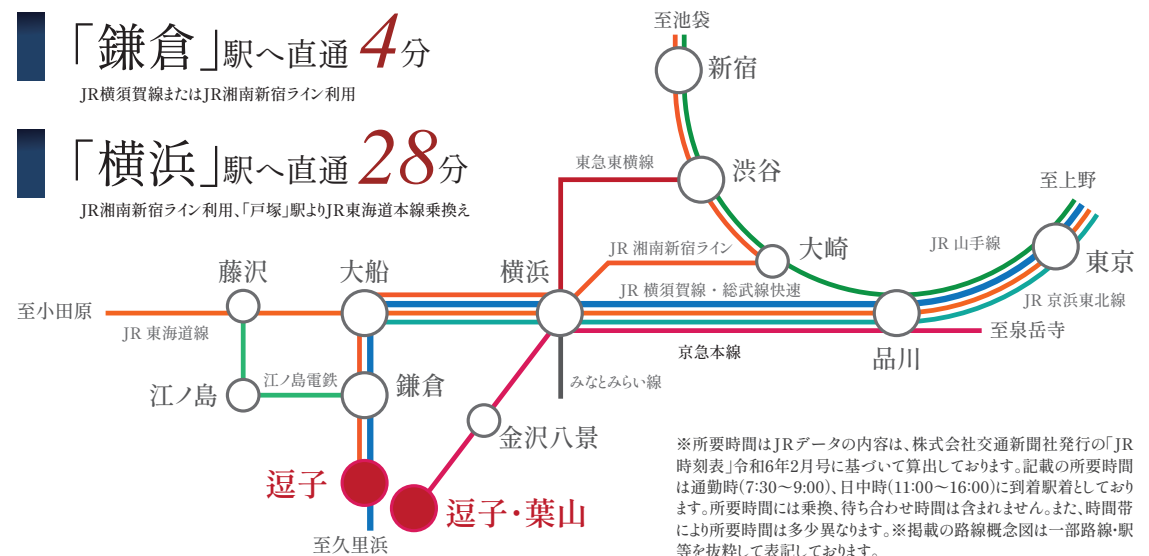 「鎌倉」駅へ直通4分
JR横須賀線またはJR湘南新宿ライン利用
「横浜」駅へ直通28分
JR湘南新宿ライン利用、「戸塚」駅よりJR東海道本線乗換え
至池袋
新宿
東急東横線
渋谷
至上野
JR 湘南新宿ライン
大崎
JR 山手線
東京
藤沢
大船
横浜
JR 横須賀線・総武線快速
JR 京浜東北線
至小田原
JR 東海道線
至泉岳寺
京急本線
品川
江ノ島
江ノ島電鉄
鎌倉
みなとみらい線
金沢八景
逗子
逗子・葉山
至久里浜
※所要時間はJRデータの内容は、株式会社交通新聞社発行の「JR
時刻表」令和6年2月号に基づいて算出しております。記載の所要時間
は通勤時(7:30〜9:00)、日中時(11:00〜16:00)に到着駅着としており
ます。所要時間には乗換、待ち合わせ時間は含まれません。また、時間帯
により所要時間は多少異なります。※掲載の路線概念図は一部路線・駅
等を抜粋して表記しております。